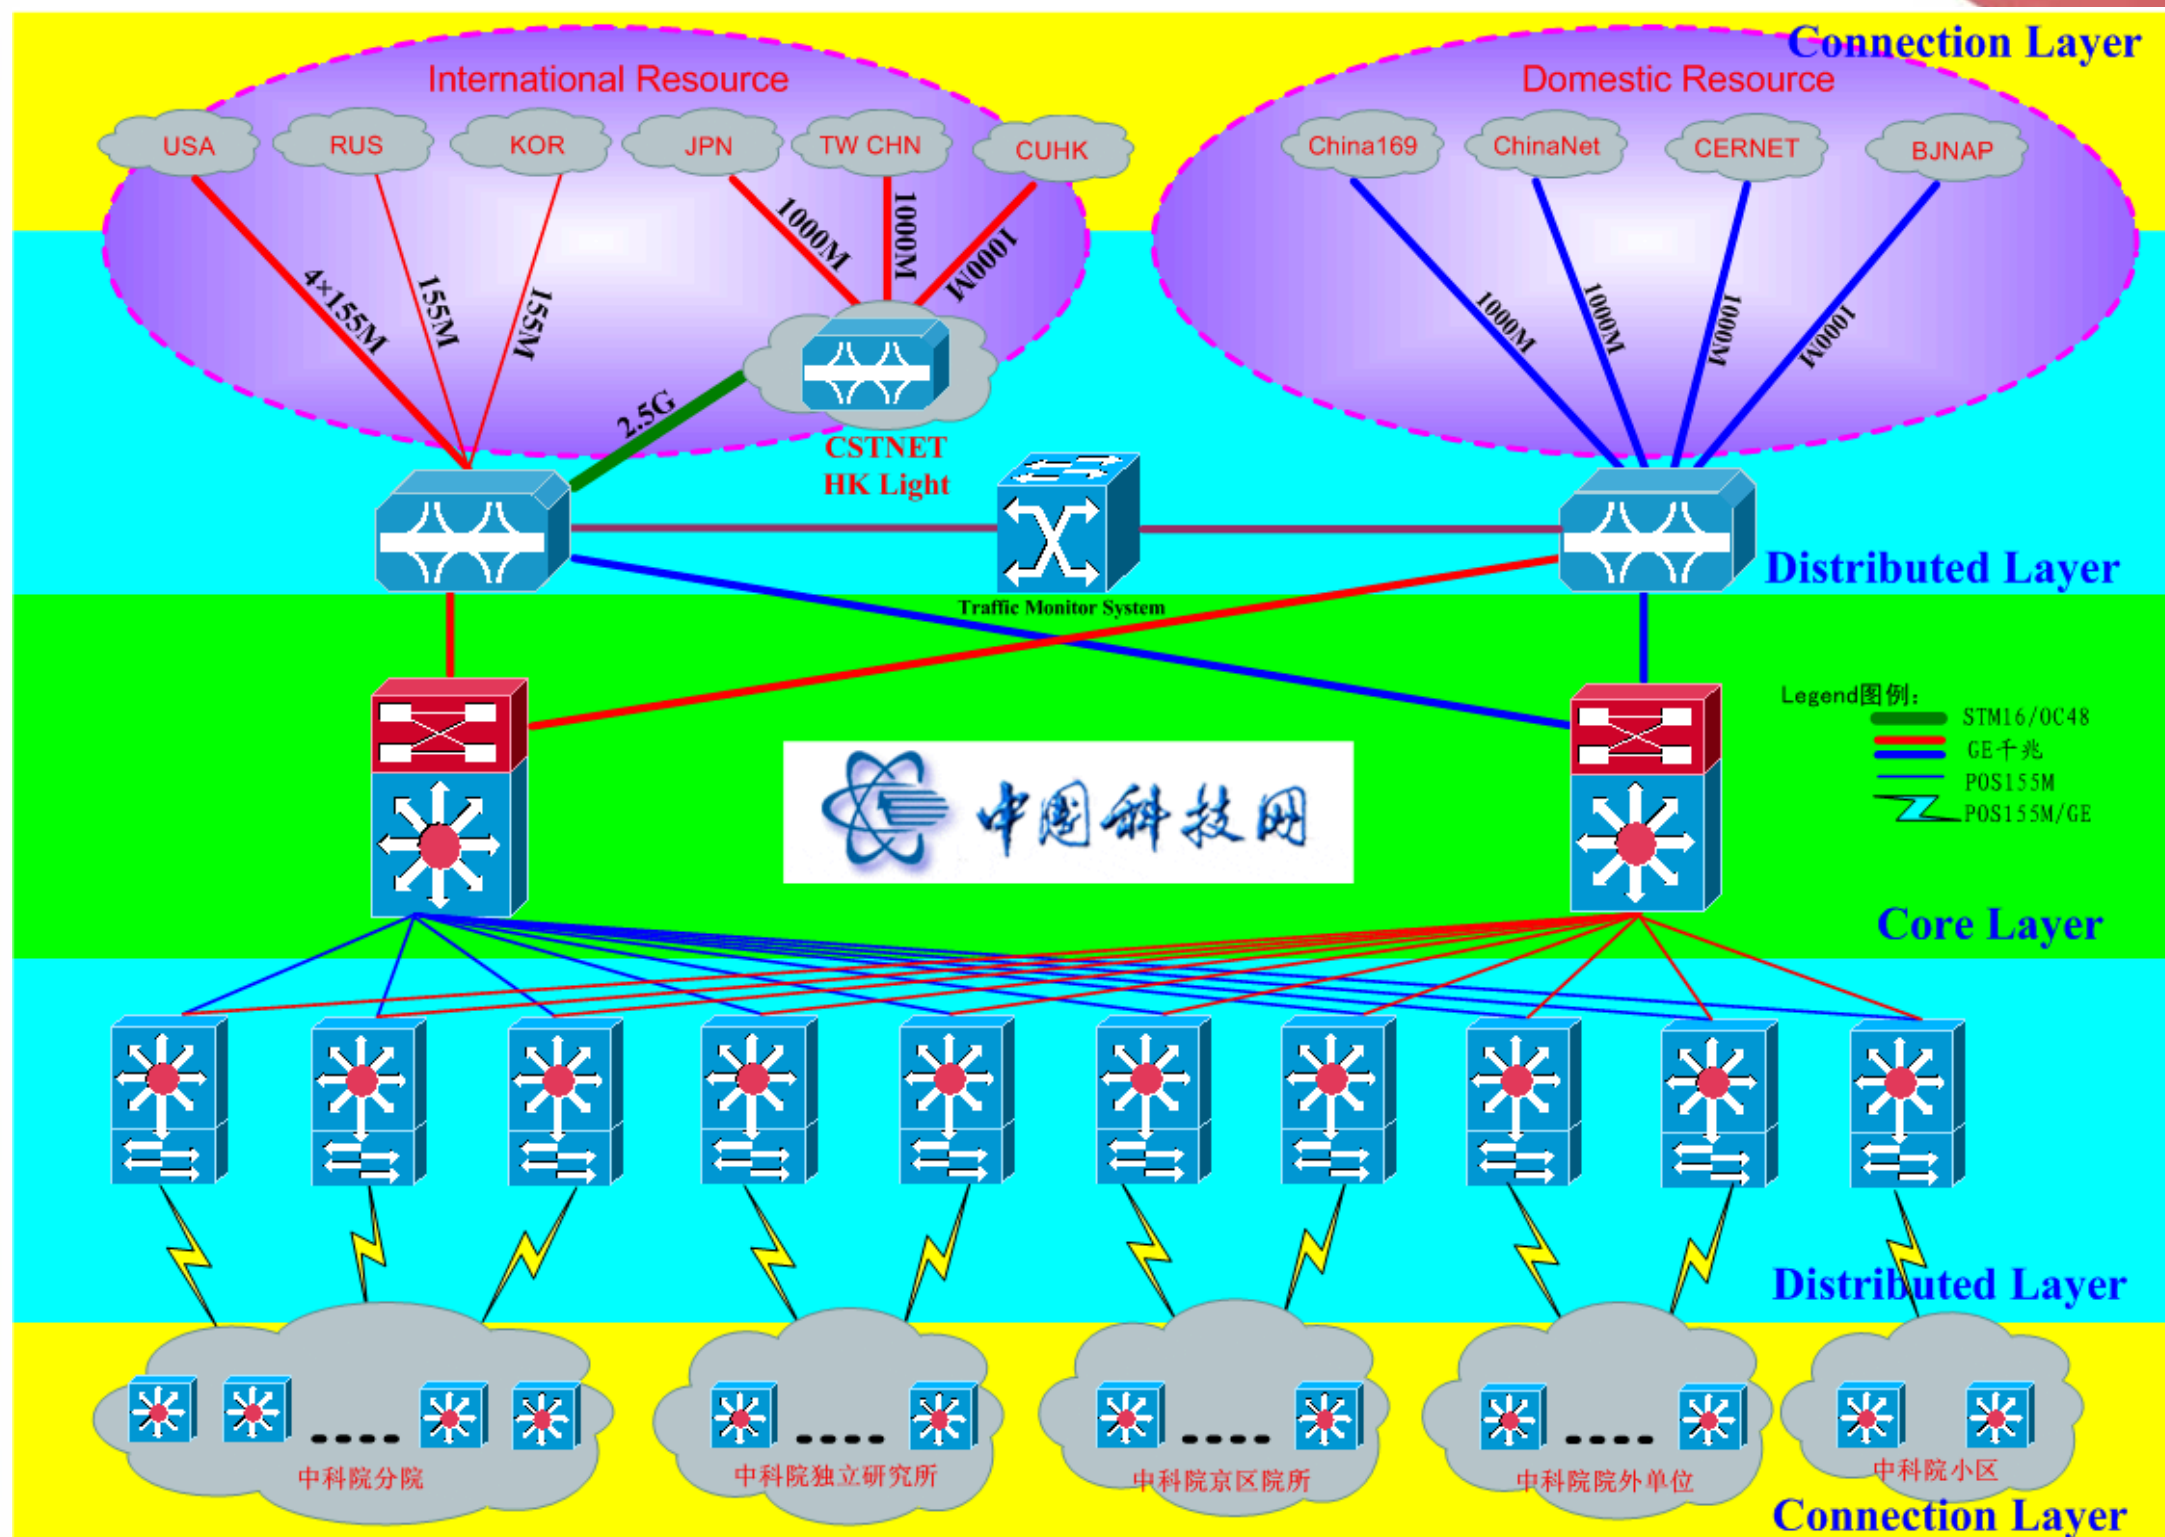 Connection Layer
International Resource
Domestic Resource
USA
RUS
KOR
JPN
TW CHN
CUHK
China169
ChinaNet
CERNET
BJNAP
4×155M
155M
155M
1000M
1000M
1000M
1000M
1000M
1000M
1000M
2.5G
CSTNET
HK Light
Distributed Layer
Traffic Monitor System
Legend图例:
STM16/OC48
GE千兆
POS155M
POS155M/GE
中国科技网
Core Layer
Distributed Layer
中科院分院
中科院独立研究所
中科院京区院所
中科院院外单位
中科院小区
Connection Layer